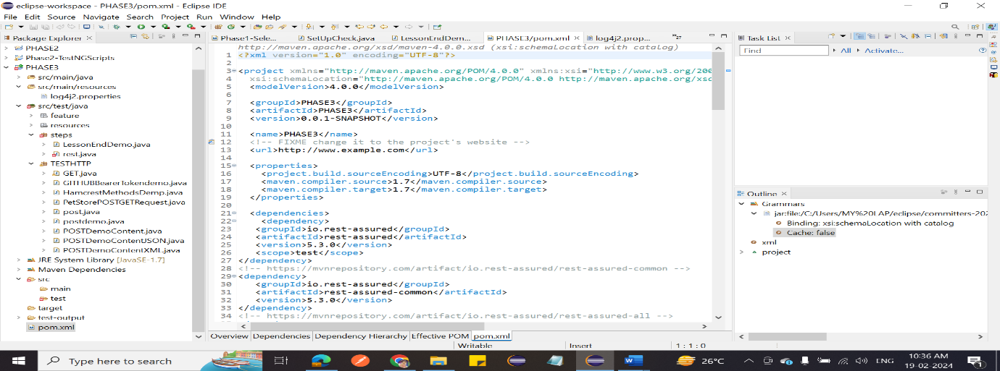 eclipse-workspace - PHASE3/pom.xml - Eclipse IDE
File Edit Source Navigate Search Project Run Window Help
Package Explorer
PHASE2
Phase2-TestNGScripts
PHASE3
src/main/java
src/main/resources
log4j2.properties
src/test/java
feature
resources
steps
LessonEndDemo.java
rest.java
TESTHTTP
GET.java
GITHUBBearerTokendemo.java
HamcrestMethodsDemp.java
PetStorePOSTGETRequest.java
post.java
postdemo.java
POSTDemoContent.java
POSTDemoContentJSON.java
POSTDemoContentXML.java
JRE System Library [JavaSE-1.7]
Maven Dependencies
src
main
test
target
test-output
pom.xml
Phase1-Sele... SetUpCheck.java LessonEndDem... PHASE3/pom.xml log4j2.prop... »27
http://maven.apache.org/xsd/maven-4.0.0.xsd (xsi:schemaLocation with catalog)
1 <?xml version="1.0" encoding="UTF-8"?>
2
3 <project xmlns="http://maven.apache.org/POM/4.0.0" xmlns:xsi="http://www.w3.org/200
4 xsi:schemaLocation="http://maven.apache.org/POM/4.0.0 http://maven.apache.org/xsd
5 <modelVersion>4.0.0</modelVersion>
6
7 <groupId>PHASE3</groupId>
8 <artifactId>PHASE3</artifactId>
9 <version>0.0.1-SNAPSHOT</version>
10
11 <name>PHASE3</name>
12 <!-- FIXME change it to the project's website -->
13 <url>http://www.example.com</url>
14
15 <properties>
16 <project.build.sourceEncoding>UTF-8</project.build.sourceEncoding>
17 <maven.compiler.source>1.7</maven.compiler.source>
18 <maven.compiler.target>1.7</maven.compiler.target>
19 </properties>
20
21 <dependencies>
22 <dependency>
23 <groupId>io.rest-assured</groupId>
24 <artifactId>rest-assured</artifactId>
25 <version>5.3.0</version>
26 <scope>test</scope>
27 </dependency>
28 <!-- https://mvnrepository.com/artifact/io.rest-assured/rest-assured-common -->
29 <dependency>
30 <groupId>io.rest-assured</groupId>
31 <artifactId>rest-assured-common</artifactId>
32 <version>5.3.0</version>
33 </dependency>
34 <!-- https://mvnrepository.com/artifact/io.rest-assured/rest-assured-all -->
Overview Dependencies Dependency Hierarchy Effective POM pom.xml
Task List
Find All Activate...
Outline
Grammars
jar:file:/C:/Users/MY%20LAP/eclipse/committers-202
Binding: xsi:schemaLocation with catalog
Cache: false
xml
project
Writable Insert 1:1:0
Type here to search
26°C ENG 10:36 AM
19-02-2024
1